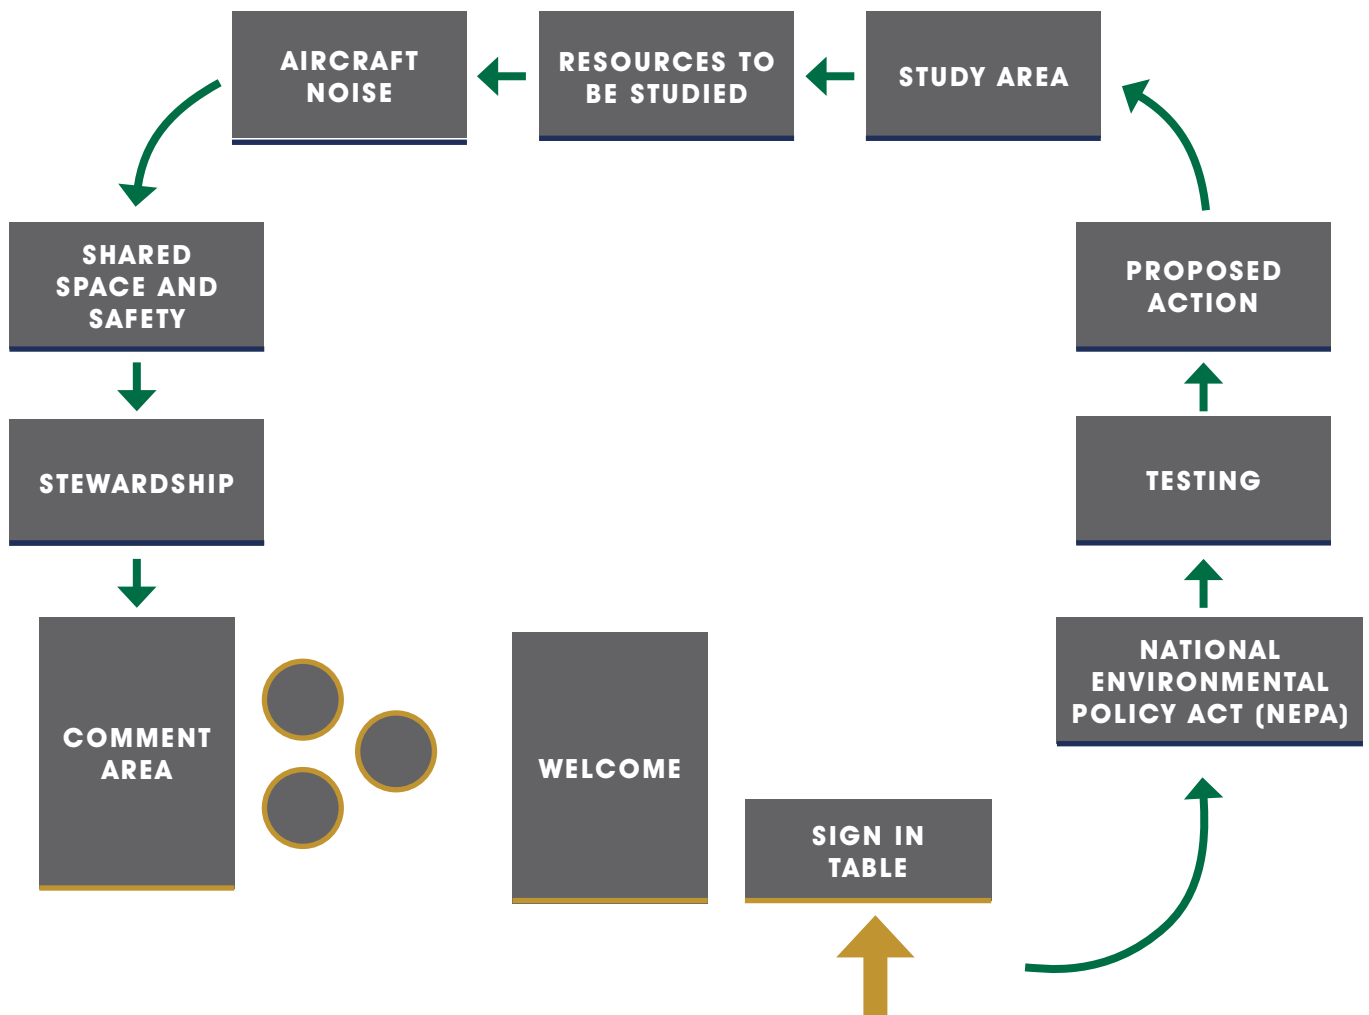 AIRCRAFT
NOISE
RESOURCES TO
BE STUDIED
STUDY AREA
SHARED
SPACE AND
SAFETY
PROPOSED
ACTION
STEWARDSHIP
TESTING
COMMENT
AREA
WELCOME
SIGN IN
TABLE
NATIONAL
ENVIRONMENTAL
POLICY ACT (NEPA)